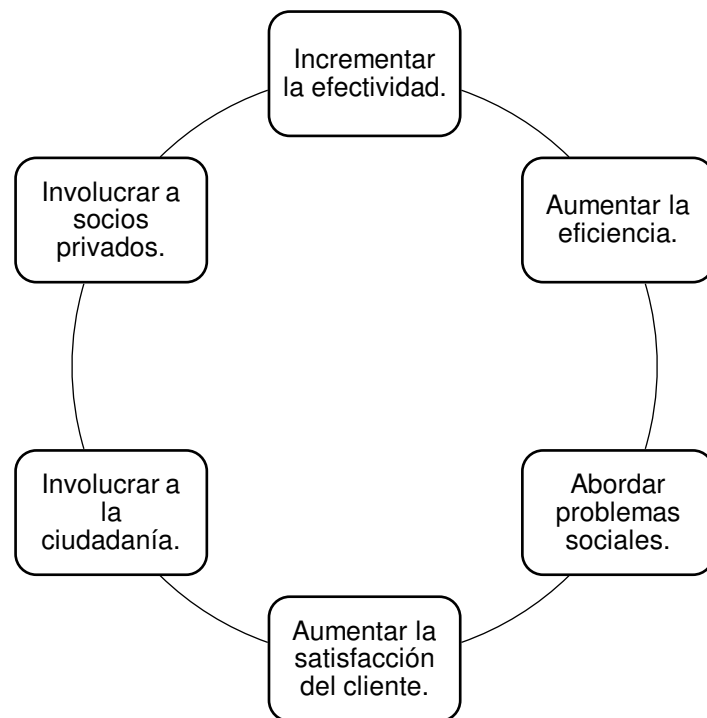 Incrementar
la efectividad.
Aumentar la
eficiencia.
Abordar
problemas
sociales.
Aumentar la
satisfacción
del cliente.
Involucrar a
la
ciudadanía.
Involucrar a
socios
privados.